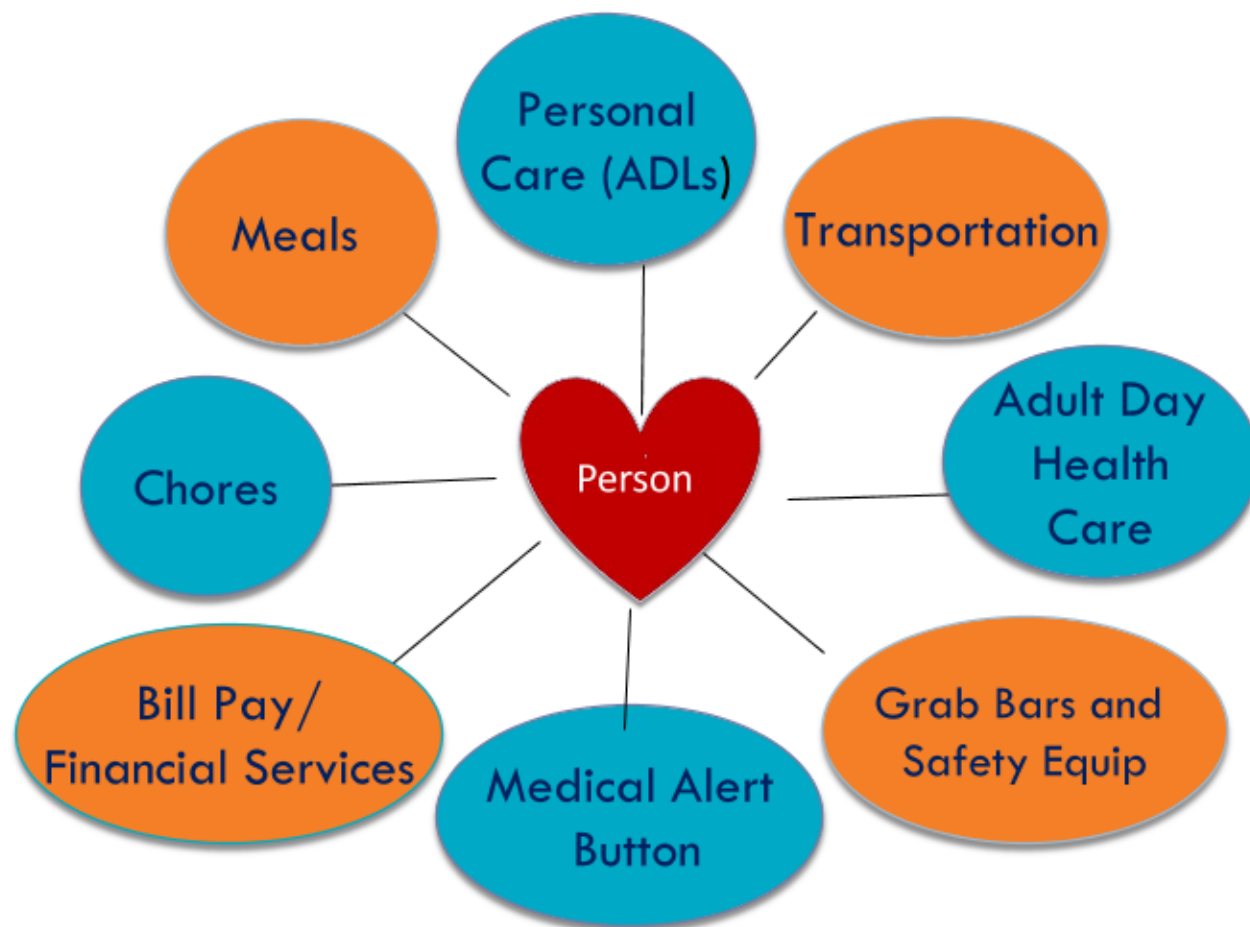 Personal
Care (ADLs)
Meals
Transportation
Adult Day
Health
Care
Chores
Person
Bill Pay/
Financial Services
Grab Bars and
Safety Equip
Medical Alert
Button